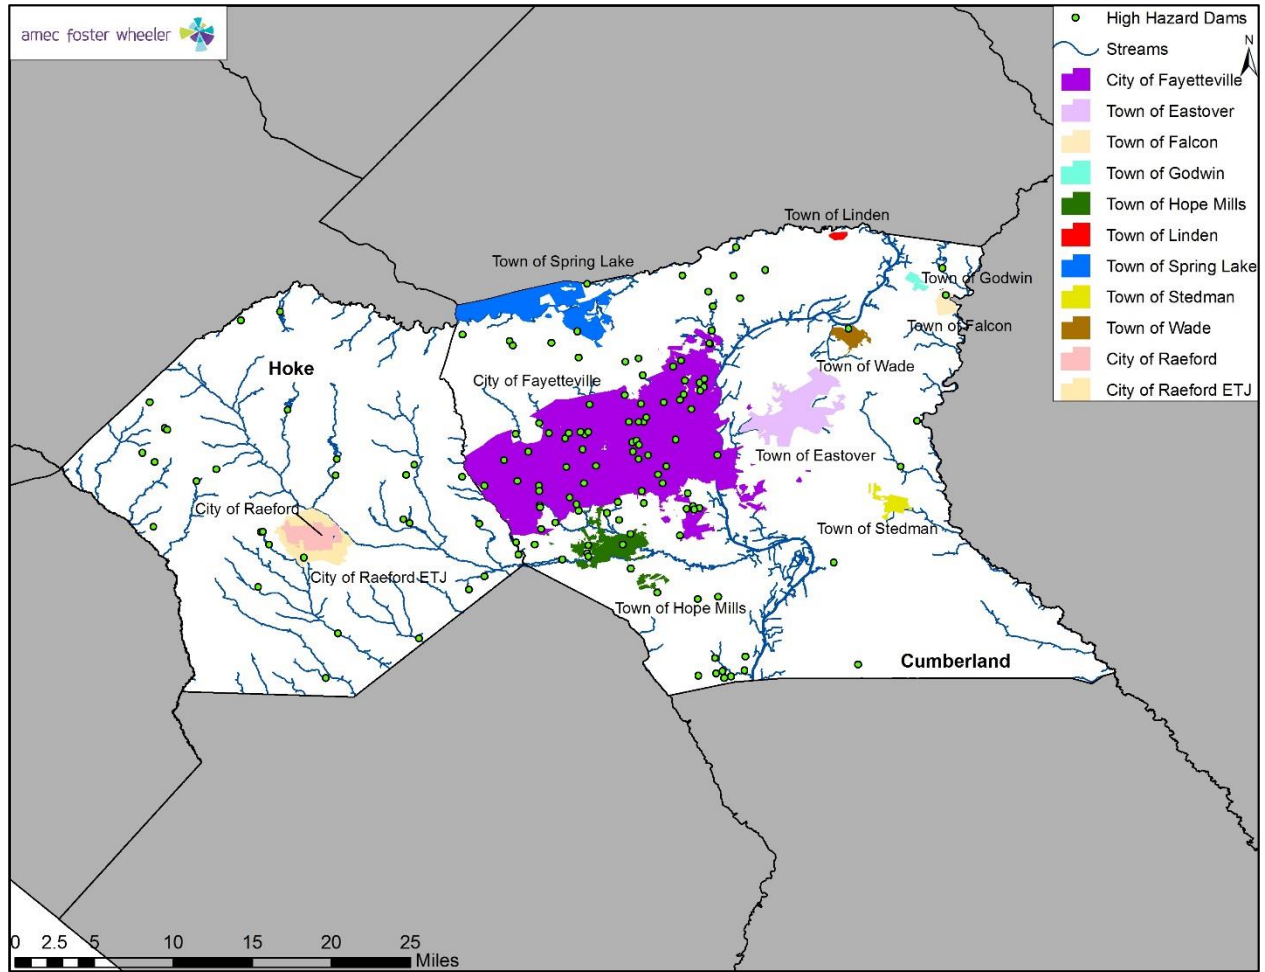 amec foster wheeler
High Hazard Dams
N
Streams
City of Fayetteville
Town of Eastover
Town of Falcon
Town of Godwin
Town of Hope Mills
Town of Linden
Town of Spring Lake
Town of Stedman
Town of Wade
City of Raeford
City of Raeford ETJ
Town of Linden
Town of Spring Lake
Town of Godwin
Town of Falcon
Hoke
Town of Wade
City of Fayetteville
Town of Eastover
City of Raeford
Town of Stedman
City of Raeford ETJ
Town of Hope Mills
Cumberland
0 2.5 5 10 15 20 25
Miles